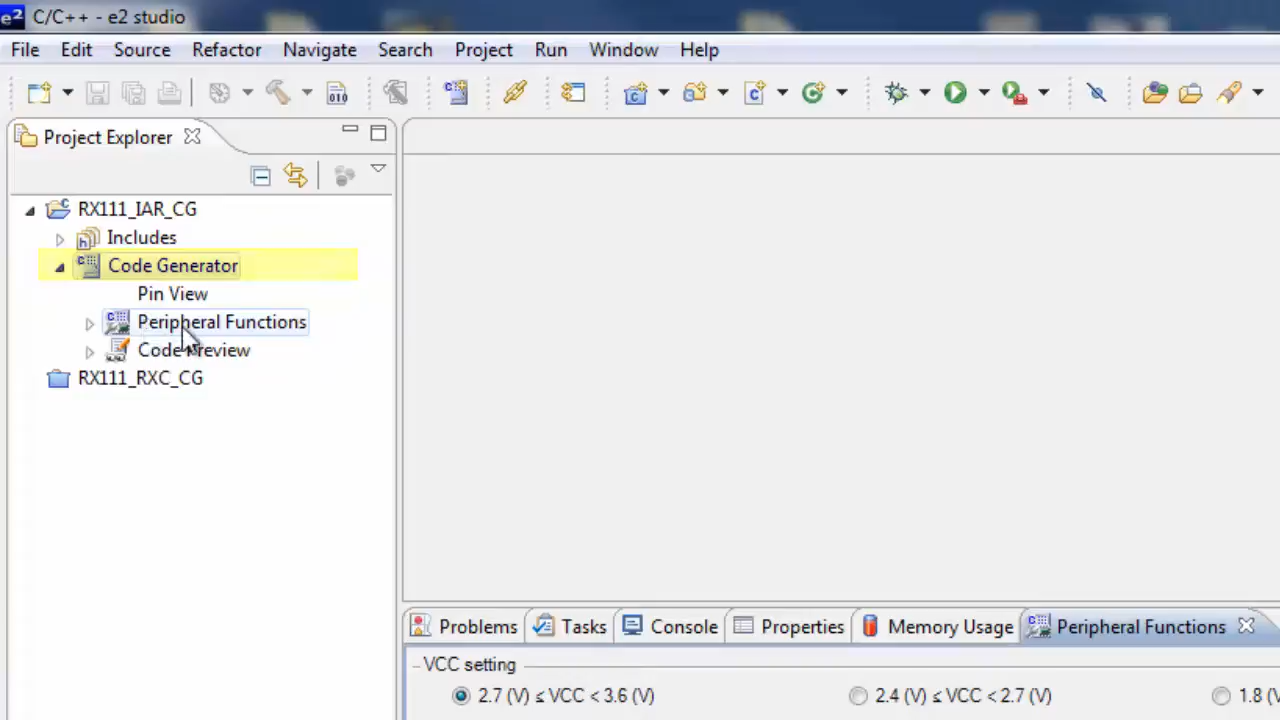 e2 C/C++ - e2 studio
File Edit Source Refactor Navigate Search Project Run Window Help
010
Project Explorer
RX111_IAR_CG
Includes
Code Generator
Pin View
Peripheral Functions
Code Preview
RX111_RXC_CG
Problems Tasks Console Properties Memory Usage Peripheral Functions
VCC setting
2.7 (V) ≤ VCC < 3.6 (V) 2.4 (V) ≤ VCC < 2.7 (V) 1.8 (V